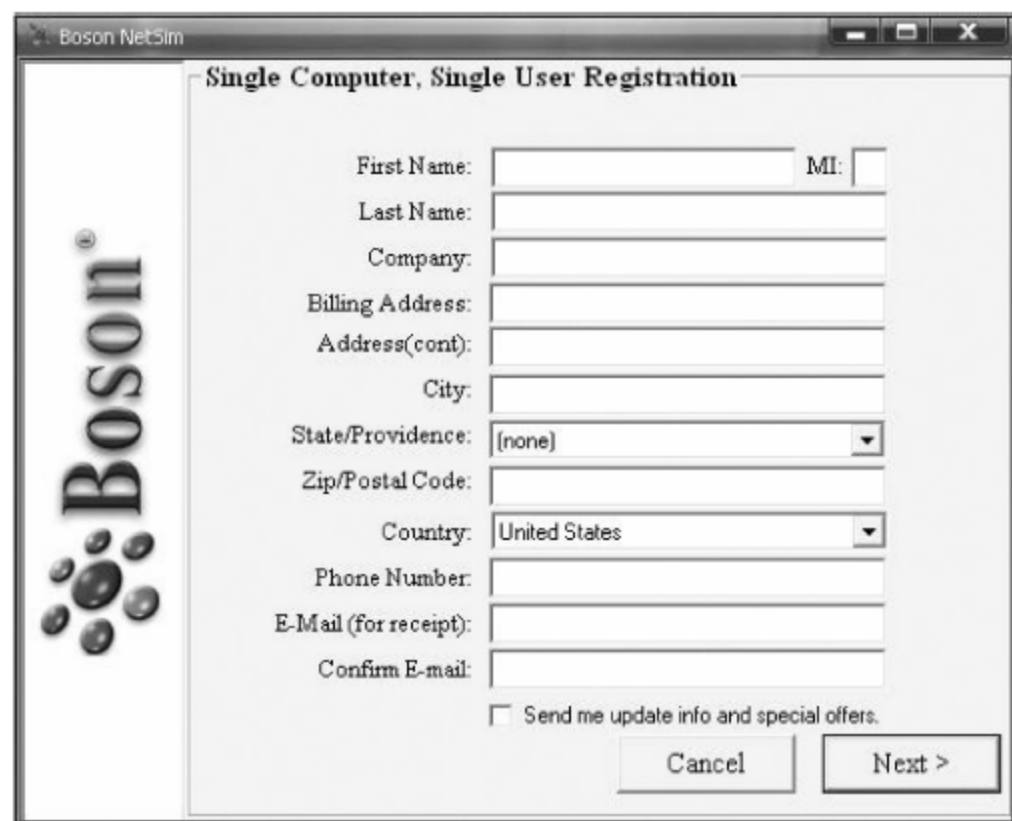 Boson NetSim
Single Computer, Single User Registration
First Name: MI:
Last Name:
Company:
Billing Address:
Address(cont):
City:
State/Providence: (none)
Zip/Postal Code:
Country: United States
Phone Number:
E-Mail (for receipt):
Confirm E-mail:
Send me update info and special offers.
Cancel Next >
Boson®